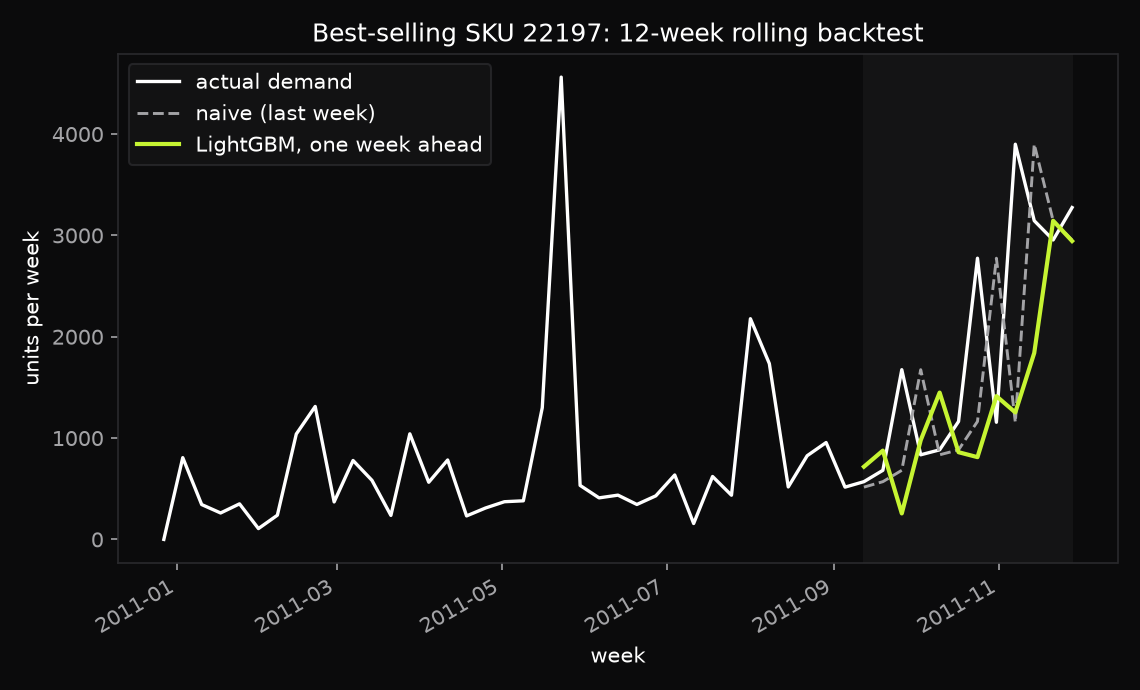 Best-selling SKU 22197: 12-week rolling backtest
actual demand
naive (last week)
LightGBM, one week ahead
units per week
4000
3000
2000
1000
0
2011-01
2011-03
2011-05
2011-07
2011-09
2011-11
week